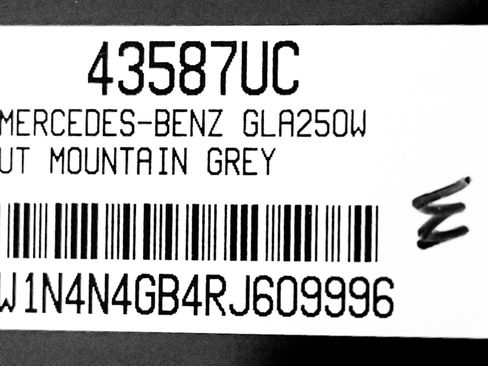 43587UC
MERCEDES-BENZ GLA250W
UT MOUNTAIN GREY
W1N4N4GB4RJ609996